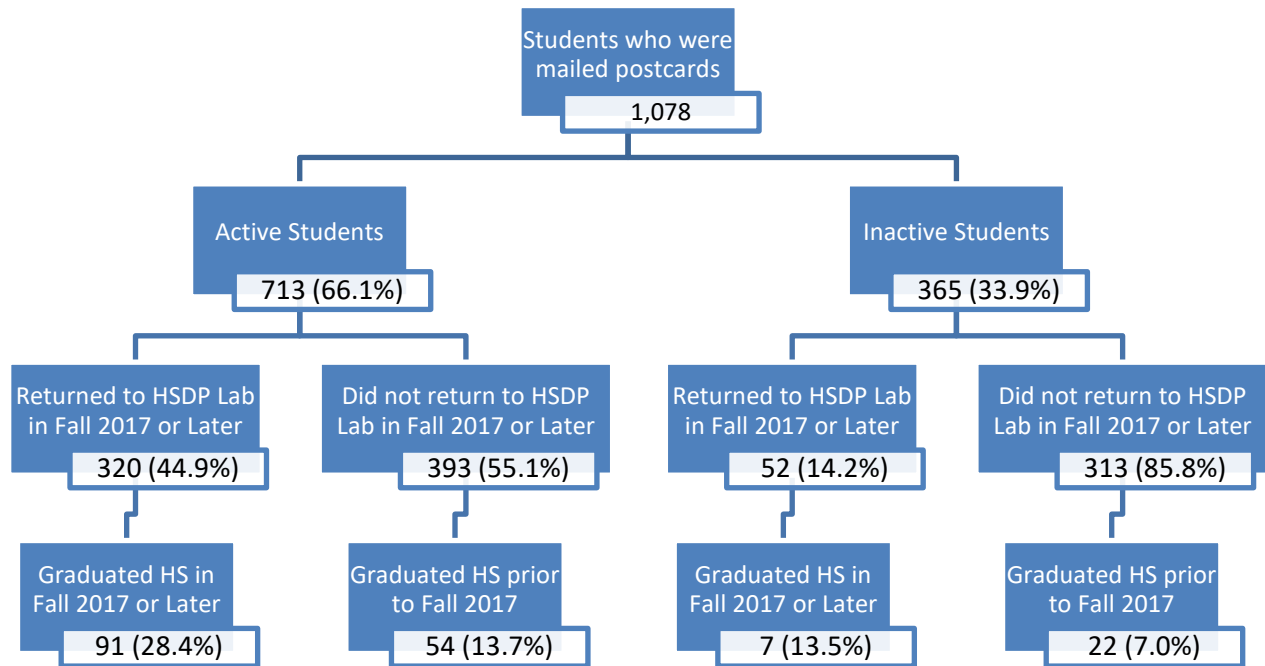 Students who were
mailed postcards
1,078
Active Students
713 (66.1%)
Inactive Students
365 (33.9%)
Returned to HSDP Lab
in Fall 2017 or Later
320 (44.9%)
Did not return to HSDP
Lab in Fall 2017 or Later
393 (55.1%)
Returned to HSDP Lab
in Fall 2017 or Later
52 (14.2%)
Did not return to HSDP
Lab in Fall 2017 or Later
313 (85.8%)
Graduated HS in
Fall 2017 or Later
91 (28.4%)
Graduated HS prior
to Fall 2017
54 (13.7%)
Graduated HS in
Fall 2017 or Later
7 (13.5%)
Graduated HS prior
to Fall 2017
22 (7.0%)